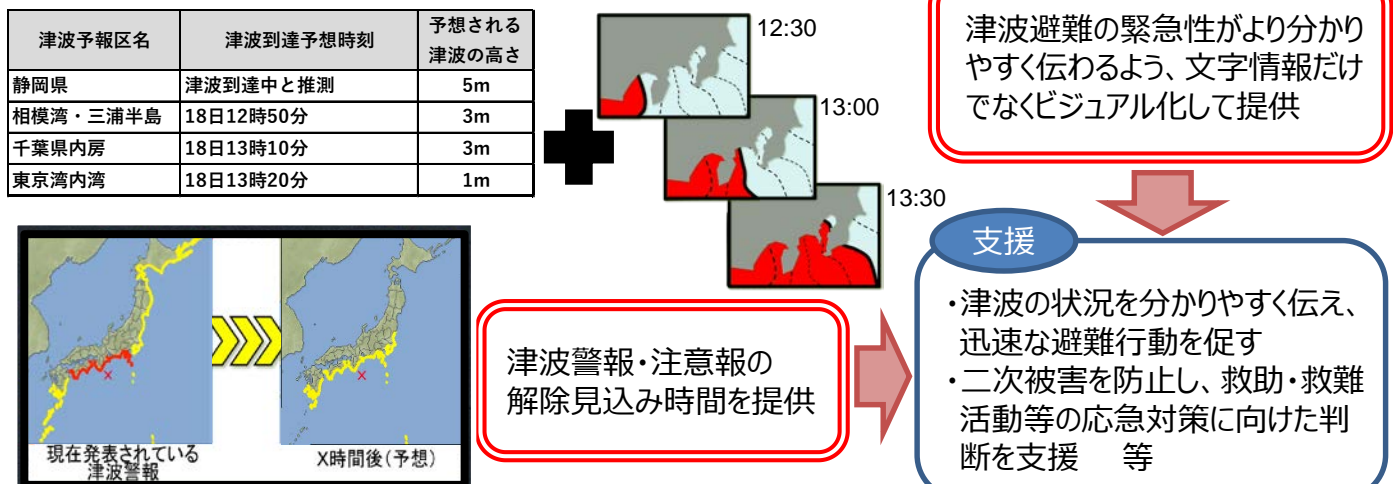 津波予報区名 津波到達予想時刻 予想される
津波の高さ
静岡県 津波到達中と推測 5m
相模湾・三浦半島 18日12時50分 3m
千葉県内房 18日13時10分 3m
東京湾内湾 18日13時20分 1m
12:30
13:00
13:30
津波避難の緊急性がより分かり
やすく伝わるよう、文字情報だけ
でなくビジュアル化して提供
現在発表されている
津波警報
X時間後(予想)
津波警報・注意報の
解除見込み時間を提供
支援
・津波の状況を分かりやすく伝え、
迅速な避難行動を促す
・二次被害を防止し、救助・救難
活動等の応急対策に向けた判
断を支援 等